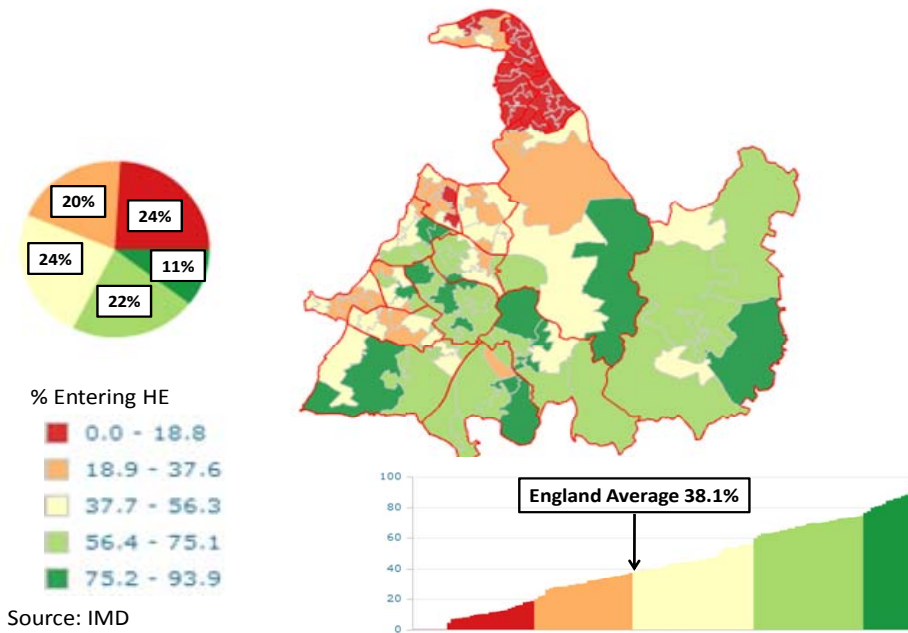 20%
24%
24%
11%
22%
% Entering HE
0.0 - 18.8
18.9 - 37.6
37.7 - 56.3
56.4 - 75.1
75.2 - 93.9
Source: IMD
England Average 38.1%
100
80
60
40
20
0